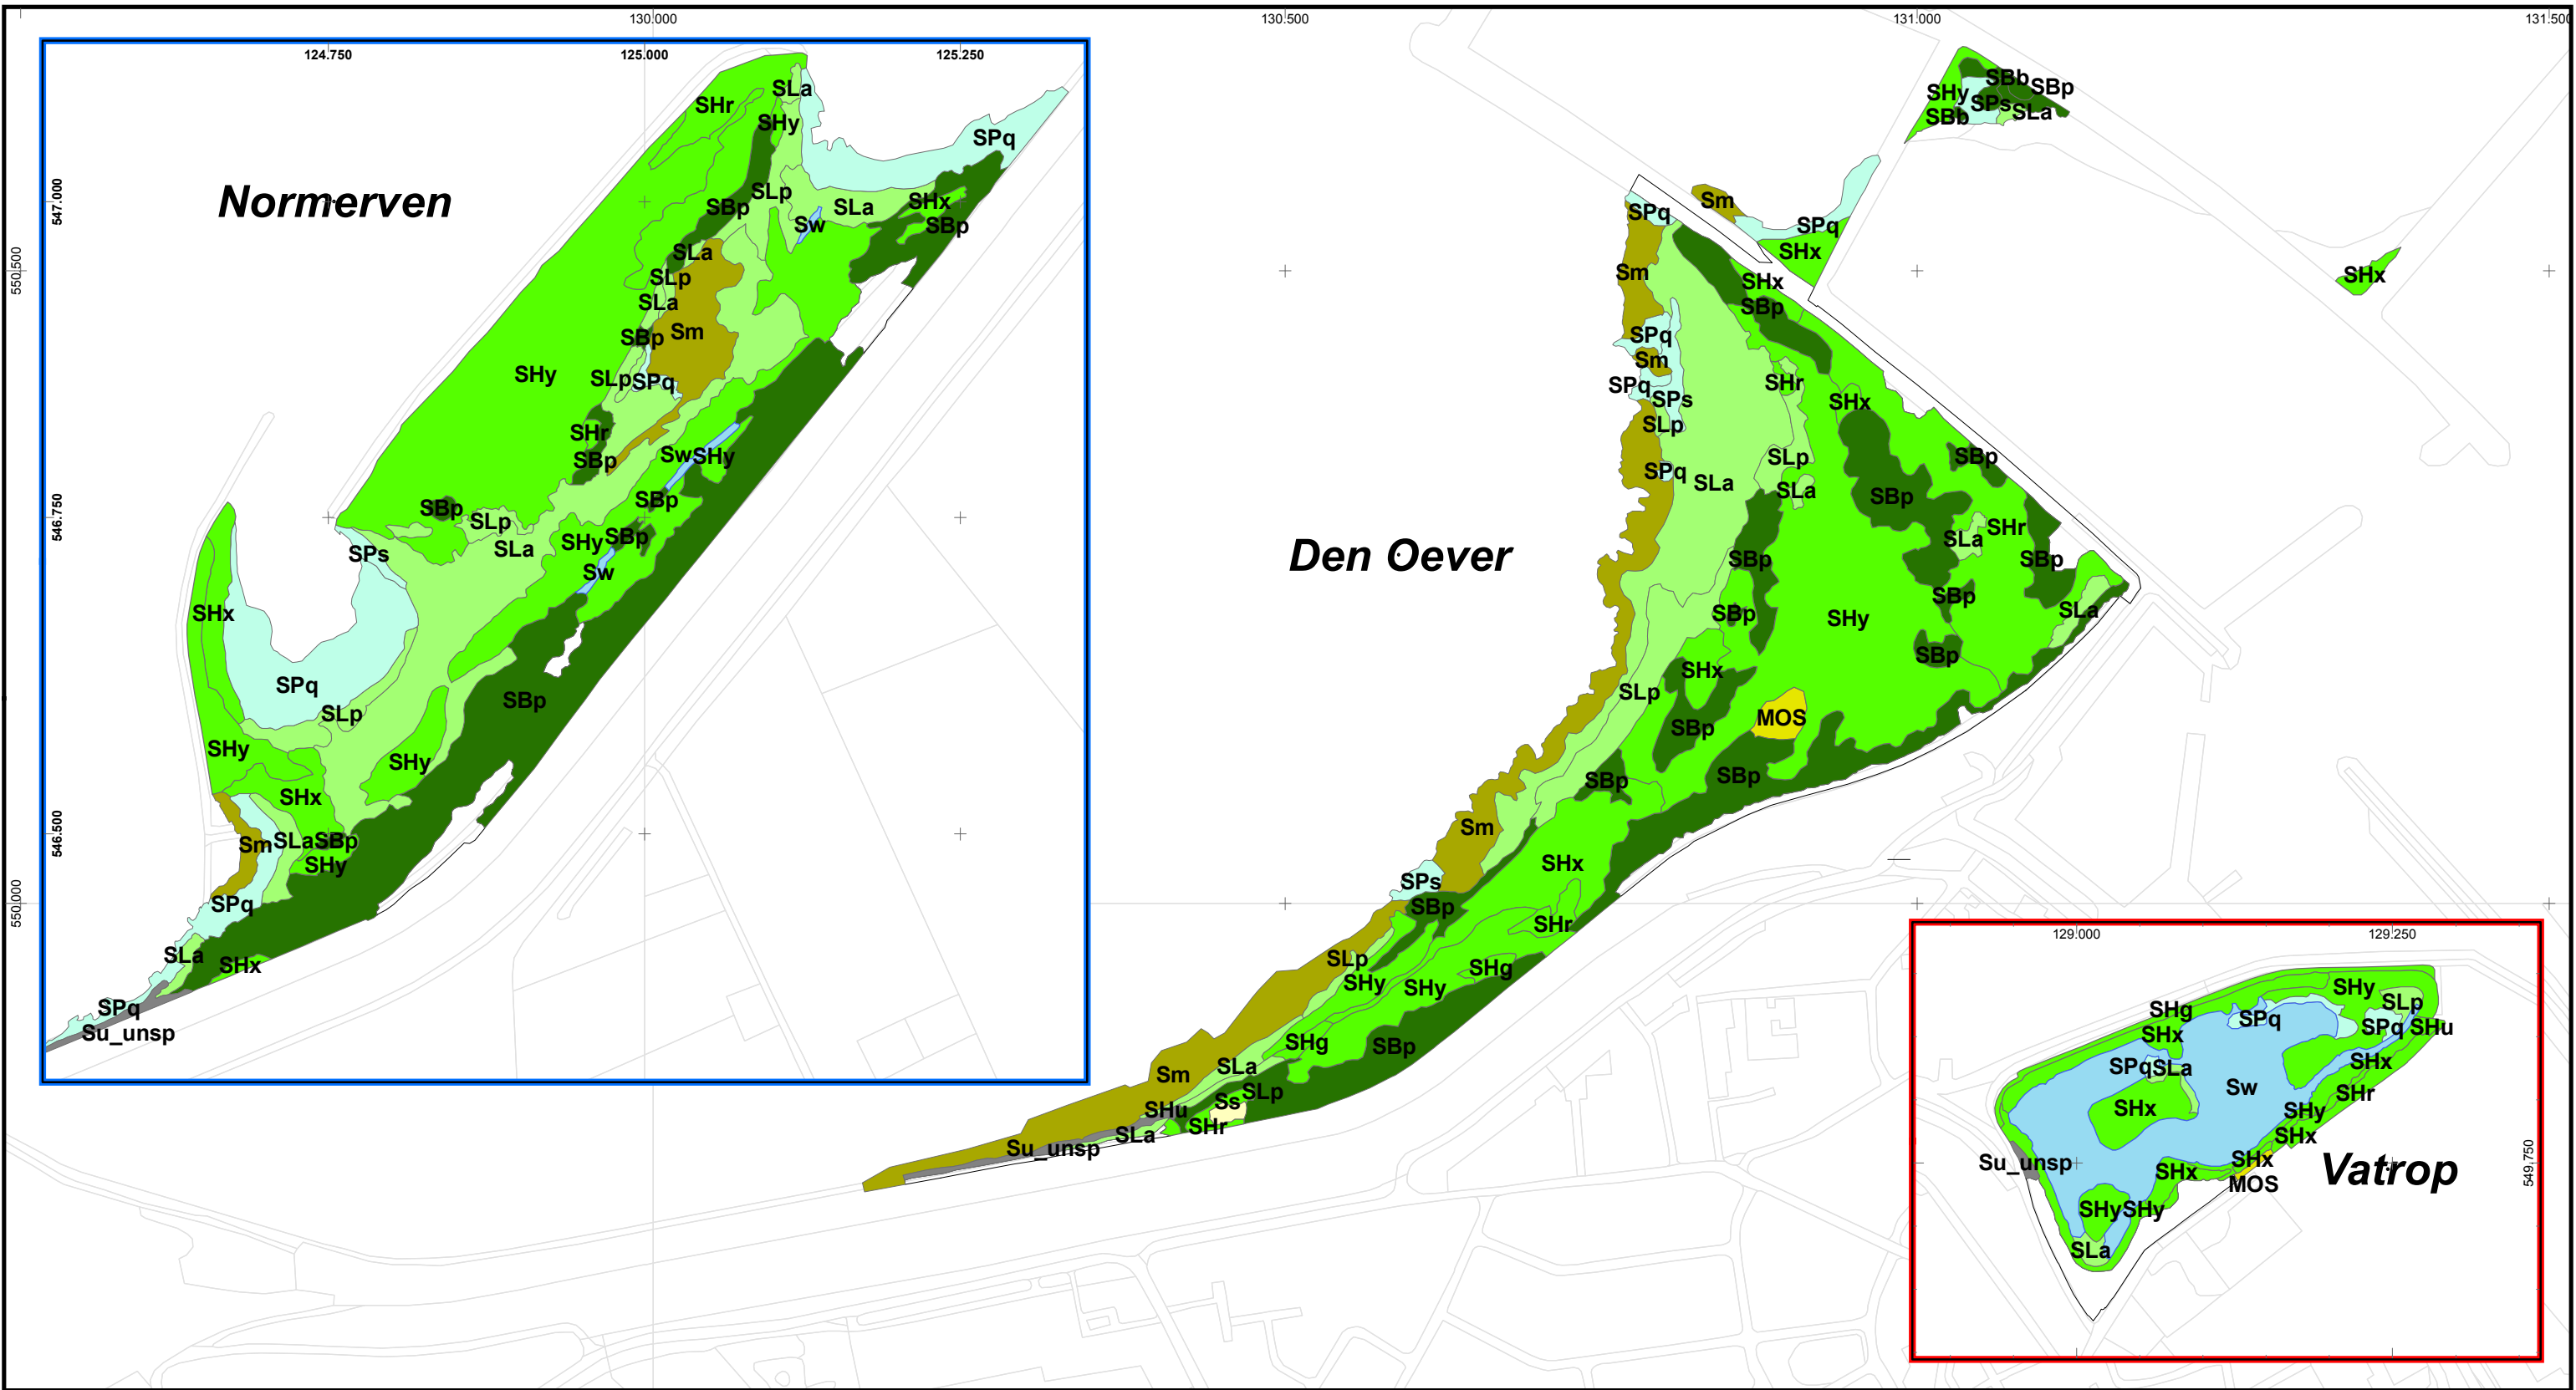 130.000
130.500
131.000
131.500
124.750
125.000
125.250
547.000
546.750
546.500
550.500
550.000
Normerven
SHr
SLa
SHy
SPq
SLp
SBp
SLa
SHx
SBp
Sw
SLa
SLp
SLa
SBp
Sm
SHy
SLp
SPq
SHr
SBp
Sw
SHy
SBp
SBp
SLp
SLa
SHy
SBp
Sw
SPs
SHx
SPq
SLp
SBp
SHy
SHy
SHx
Sm
SLa
SBp
SHy
SPq
SLa
SHx
SPq
Su_unsp
Den Oever
SBb
SBp
SHy
SPs
SBb
SLa
Sm
SPq
SPq
SHx
SHx
Sm
SHx
SBp
SPq
Sm
SPq
SPs
SHr
SHx
SLp
SPq
SLa
SLp
SLa
SBp
SBp
SHr
SLa
SBp
SBp
SBp
SBp
SHy
SLa
SBp
SHx
SLp
MOS
SBp
SBp
SBp
Sm
SHx
SPs
SBp
SHr
SLp
SHy
SHy
SHg
SHg
SBp
SLa
Sm
SLp
Ss
SHu
SHr
SLa
Su_unsp
129.000
129.250
549.750
Vatrop
SHy
SHg
SLp
SPq
SPq
SHu
SHx
SHx
SPq
SLa
Sw
SHr
SHx
SHy
SHx
SHx
SHx
MOS
Su_unsp
SHy
SHy
SLa